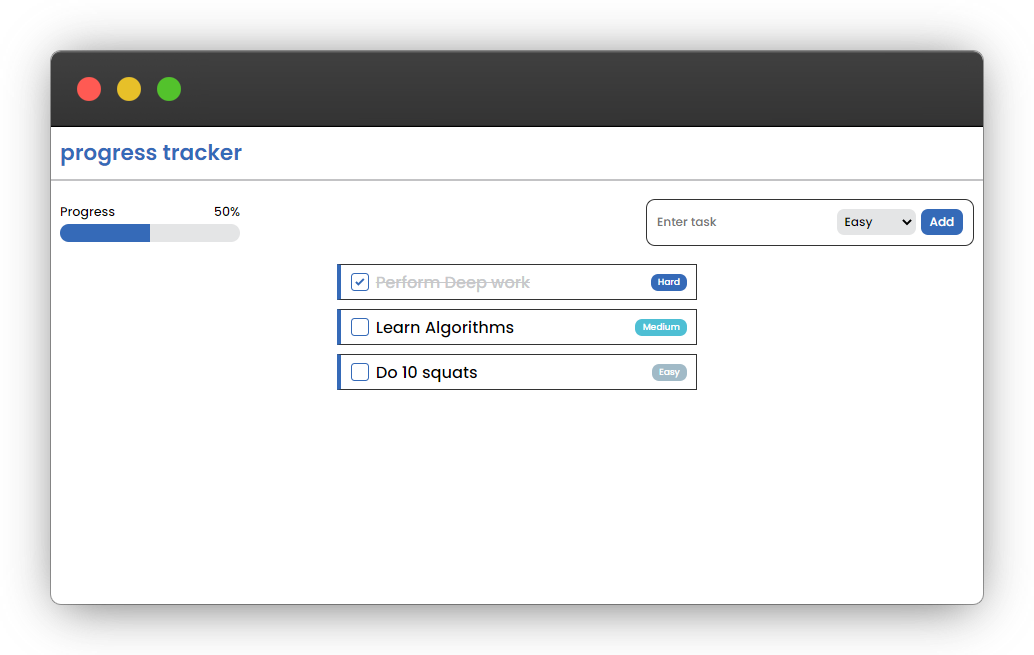 progress tracker
Progress 50%
Enter task Easy Add
Perform Deep work Hard
Learn Algorithms Medium
Do 10 squats Easy